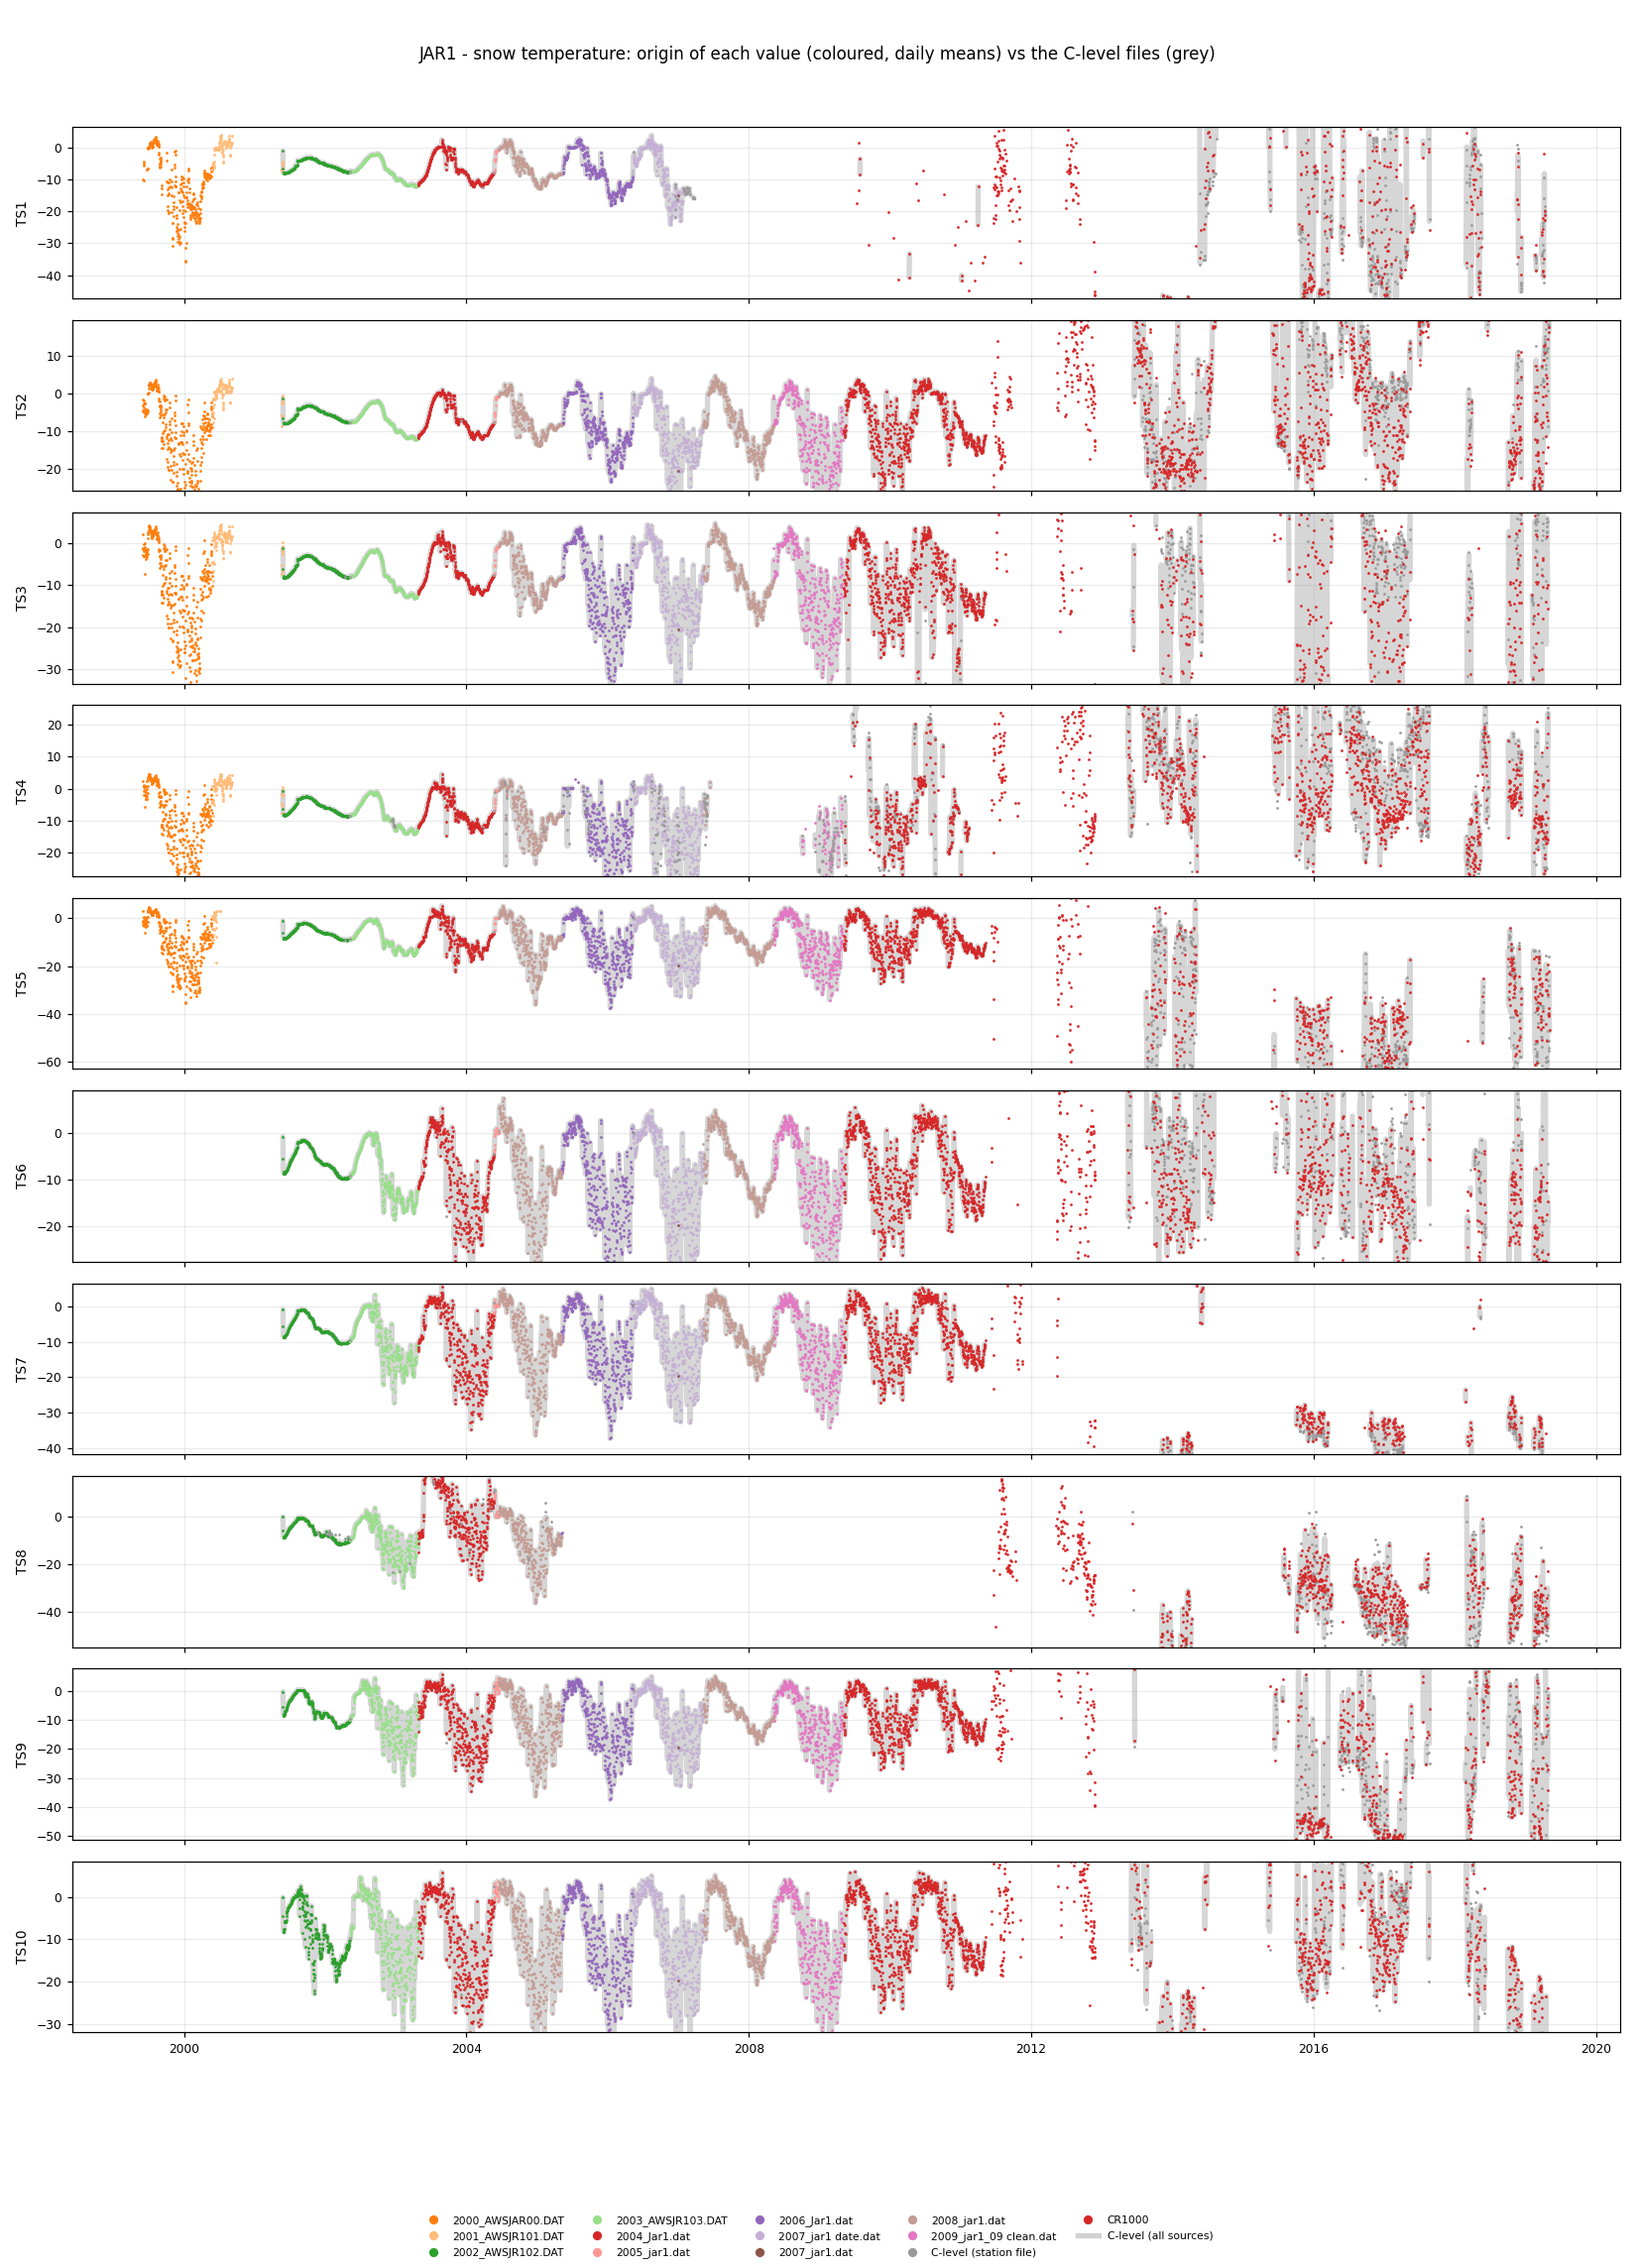 JAR1 - snow temperature: origin of each value (coloured, daily means) vs the C-level files (grey)
TS1
0
−10
−20
−30
−40
TS2
10
0
−10
−20
TS3
0
−10
−20
−30
TS4
20
10
0
−10
−20
TS5
0
−20
−40
−60
TS6
0
−10
−20
TS7
0
−10
−20
−30
−40
TS8
0
−20
−40
TS9
0
−10
−20
−30
−40
−50
TS10
0
−10
−20
−30
2000 2004 2008 2012 2016 2020
2000_AWSJAR00.DAT 2003_AWSJR103.DAT 2006_Jar1.dat 2008_jar1.dat CR1000
2001_AWSJR101.DAT 2004_Jar1.dat 2007_jar1 date.dat 2009_jar1_09 clean.dat C-level (all sources)
2002_AWSJR102.DAT 2005_jar1.dat 2007_jar1.dat C-level (station file)